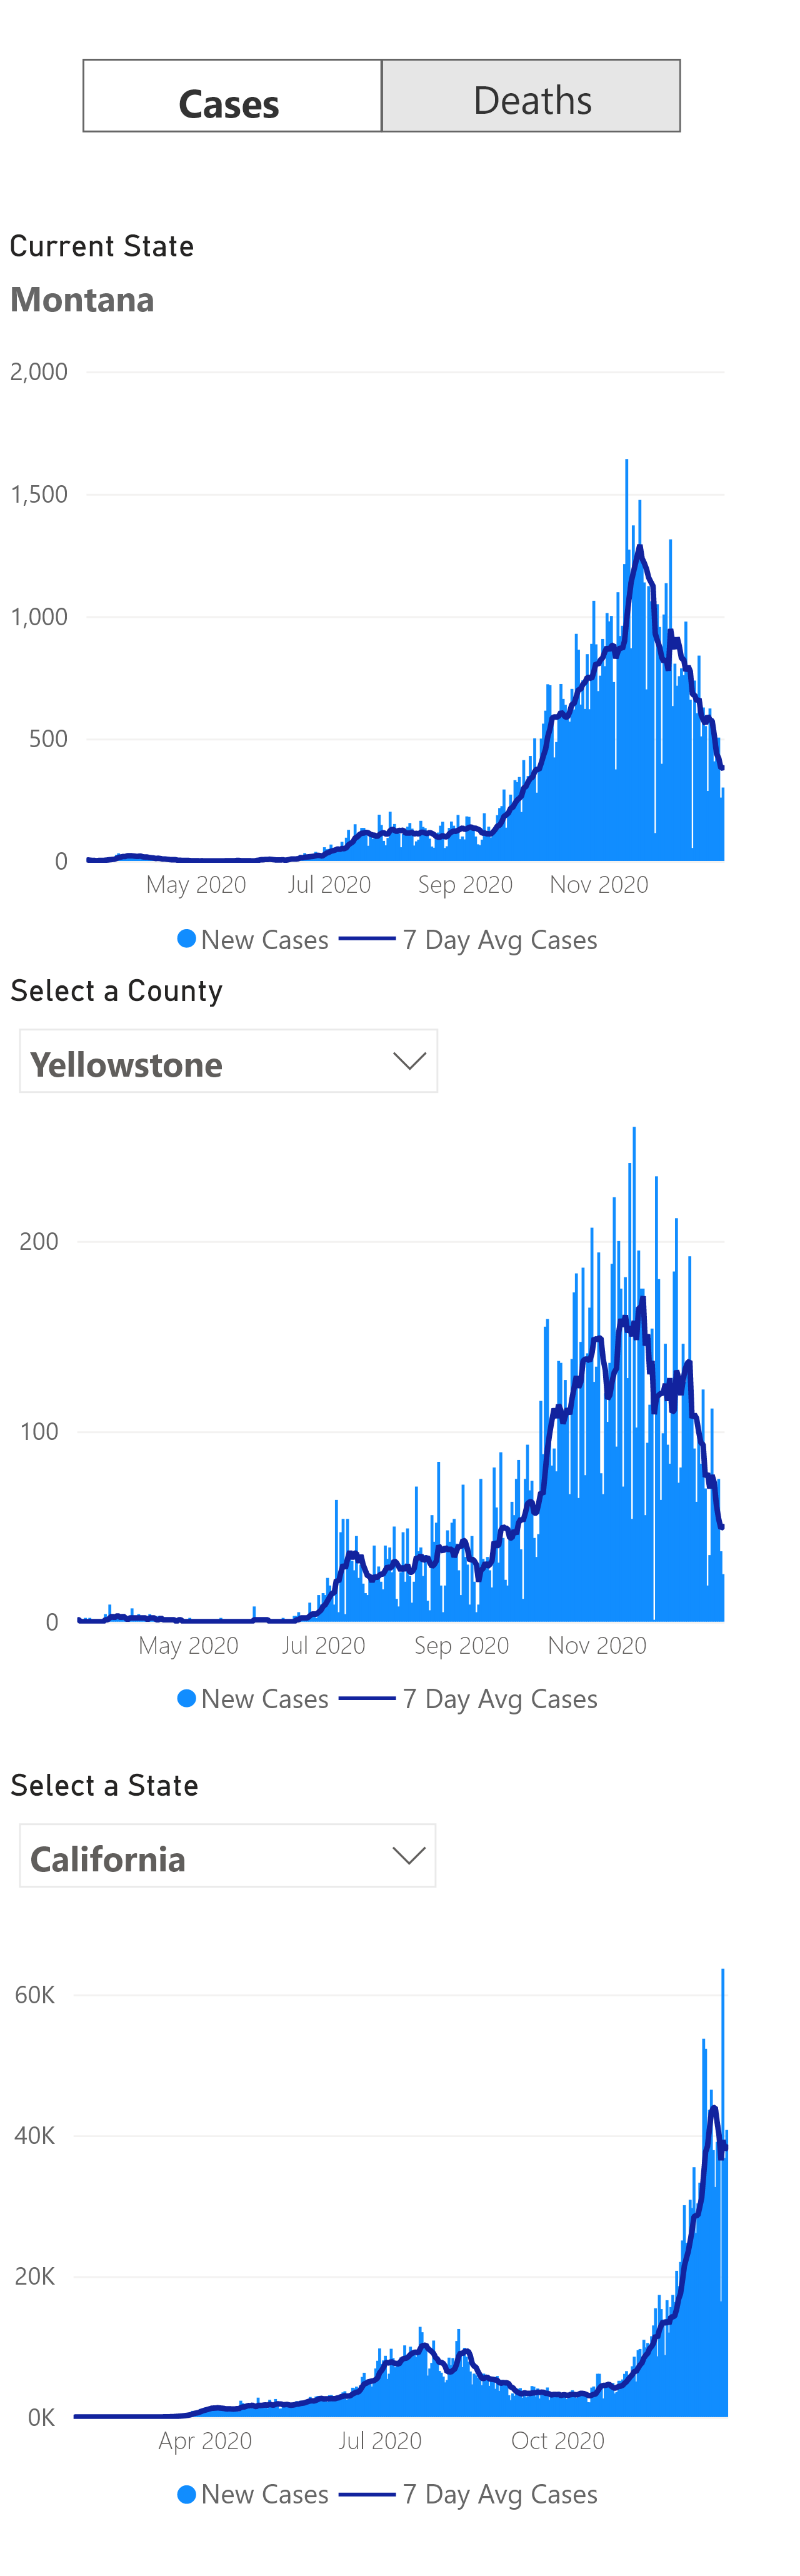 Cases Deaths
Current State
Montana
2,000
1,500
1,000
500
0
May 2020 Jul 2020 Sep 2020 Nov 2020
New Cases 7 Day Avg Cases
Select a County
Yellowstone
200
100
0
May 2020 Jul 2020 Sep 2020 Nov 2020
New Cases 7 Day Avg Cases
Select a State
California
60K
40K
20K
0K
Apr 2020 Jul 2020 Oct 2020
New Cases 7 Day Avg Cases